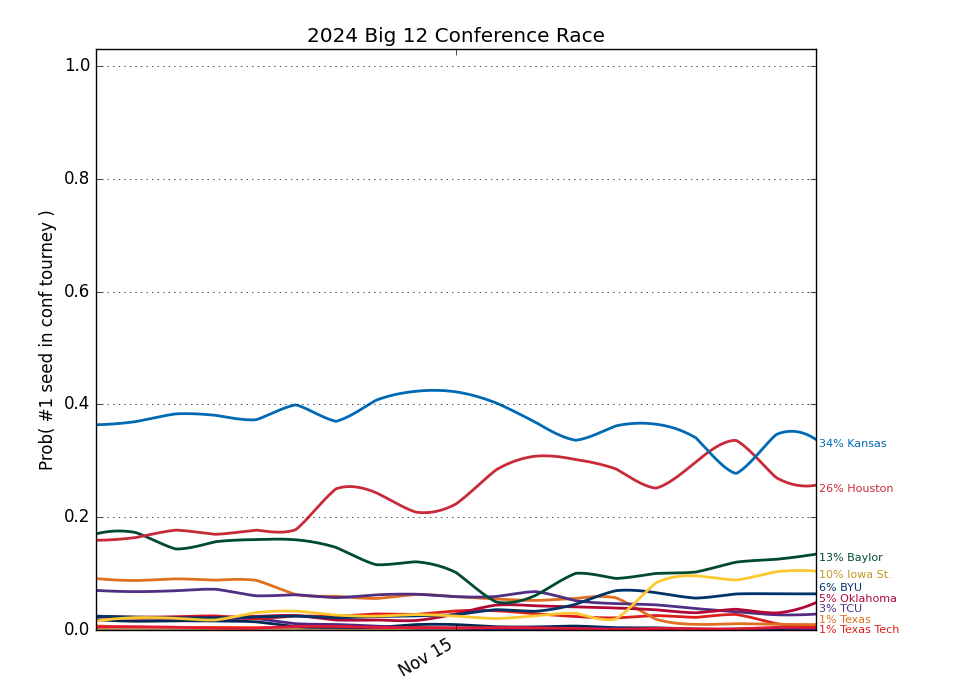 2024 Big 12 Conference Race
Prob( #1 seed in conf tourney )
1.0
0.8
0.6
0.4
0.2
0.0
Nov 15
34% Kansas
26% Houston
13% Baylor
10% Iowa St.
6% BYU
5% Oklahoma
3% TCU
1% Texas
1% Texas Tech